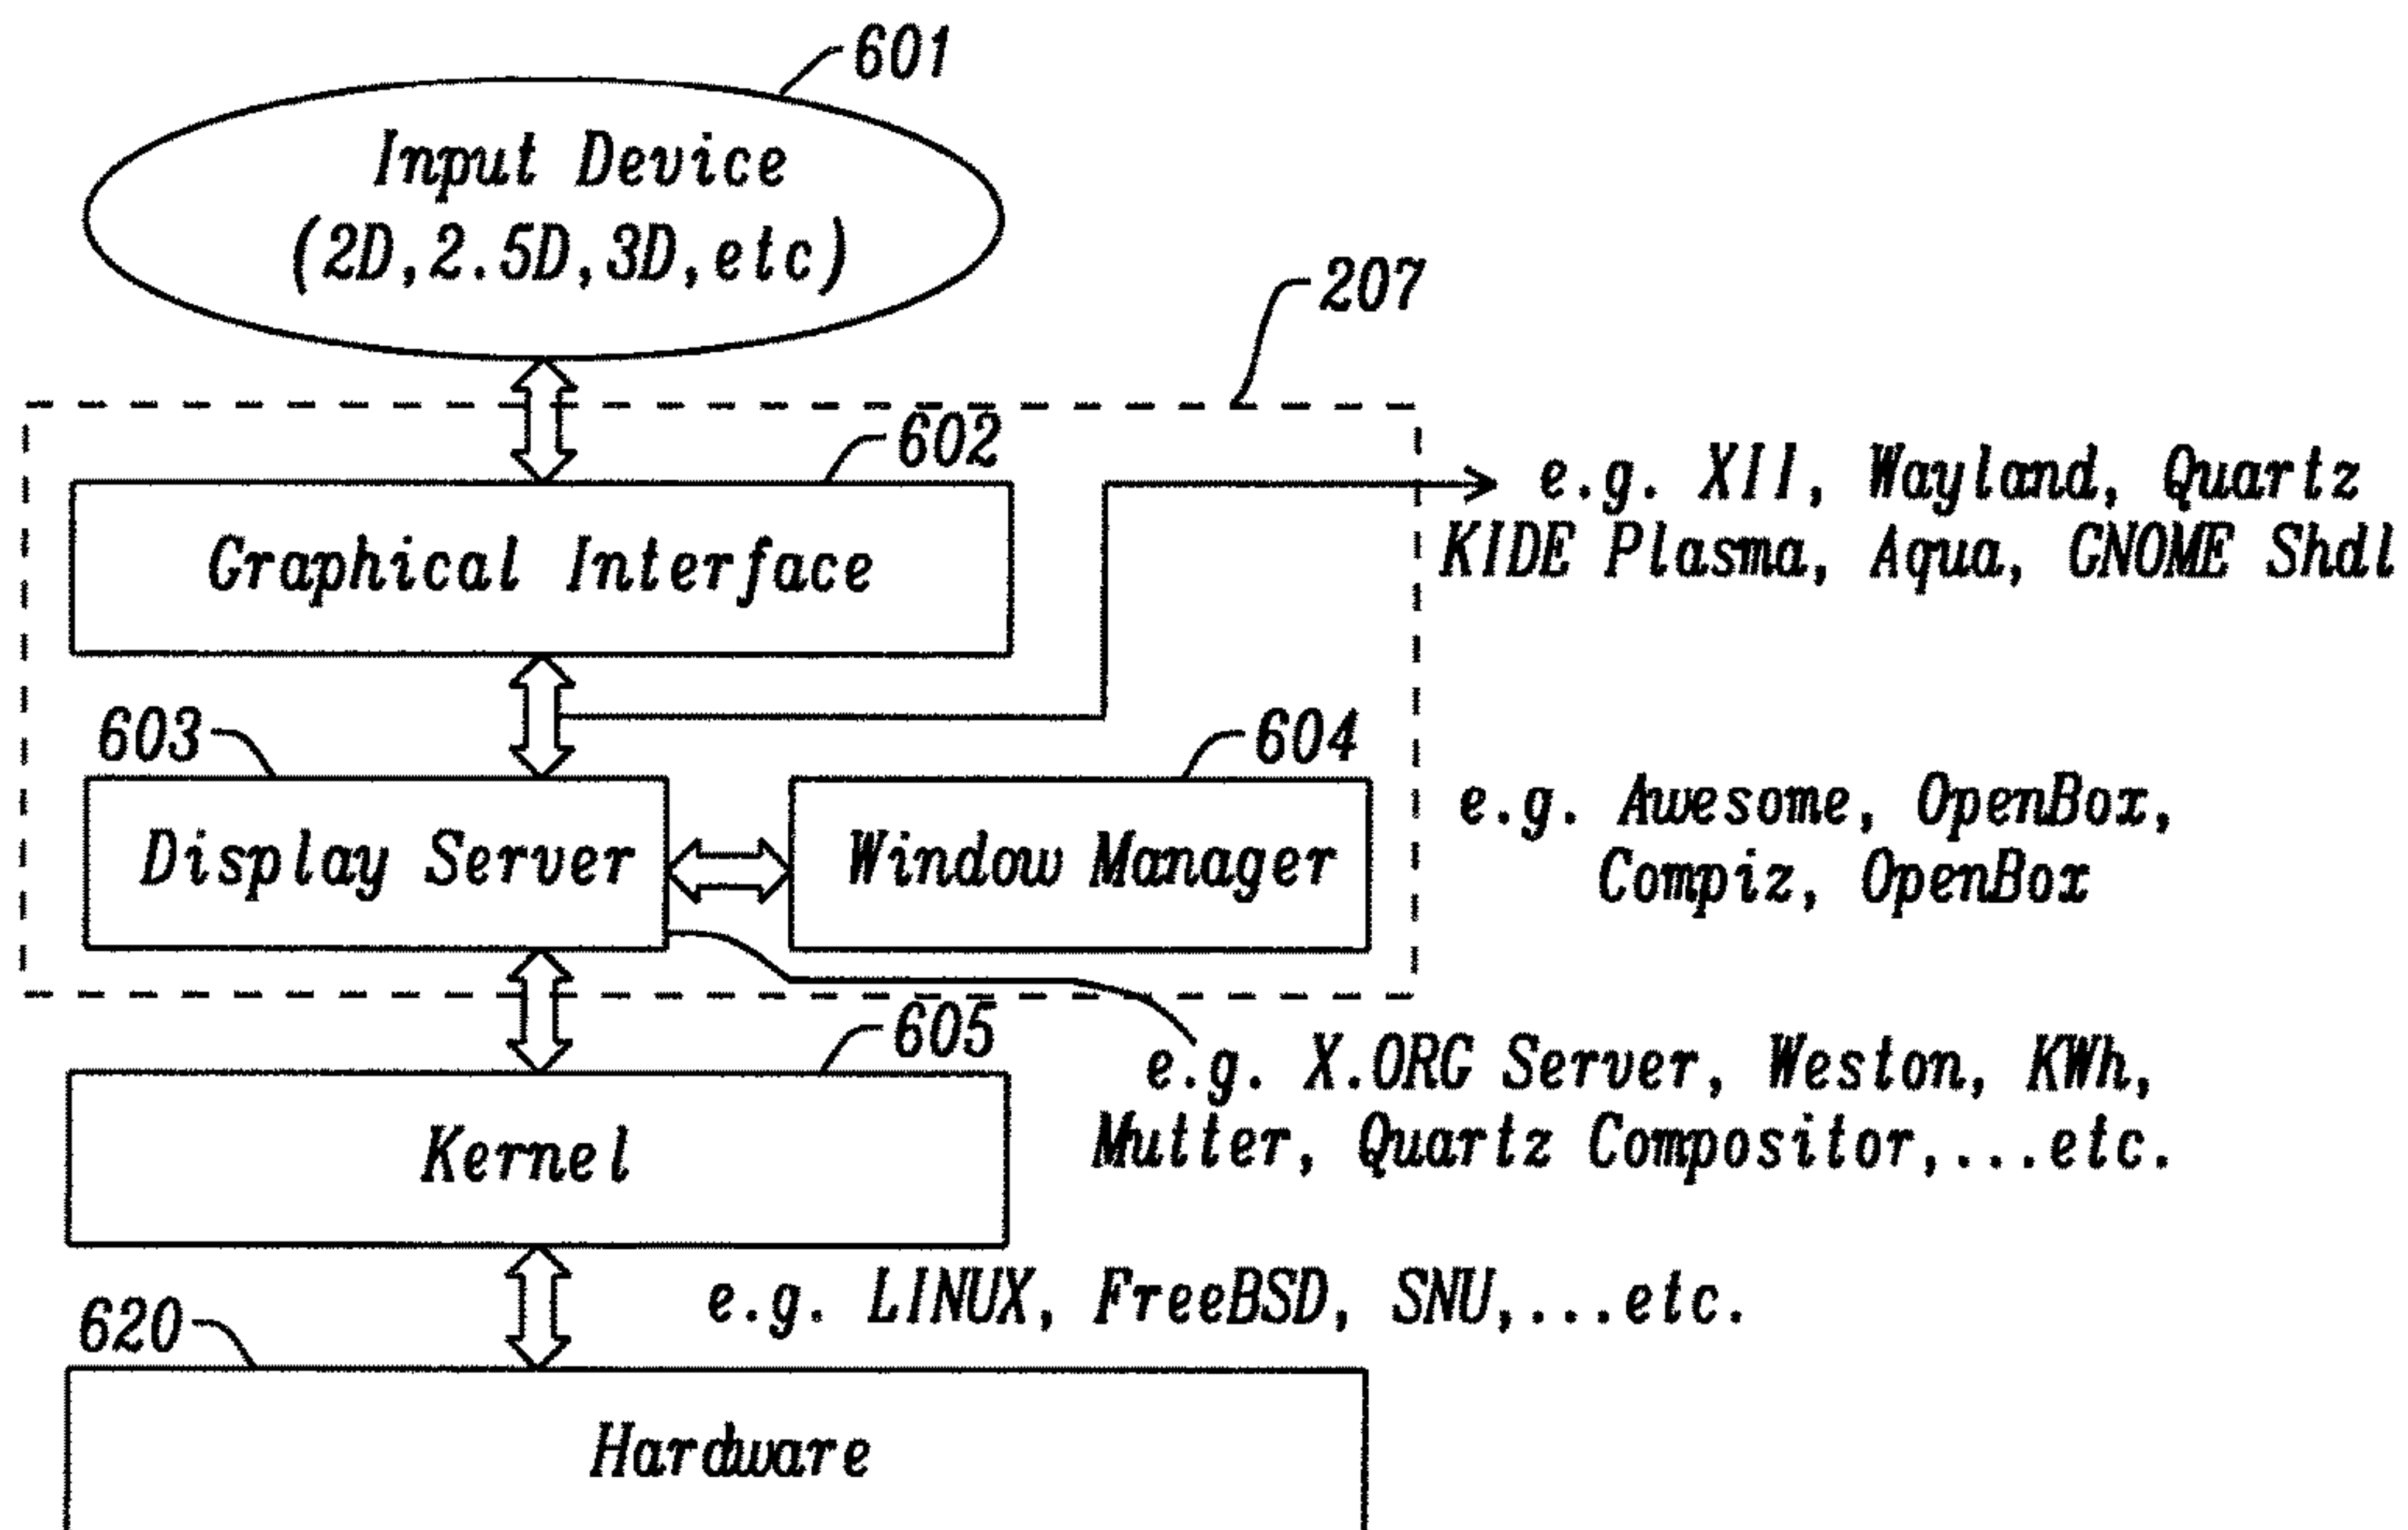 601
Input Device
(2D,2.5D,3D,etc)
207
602
e.g. XII, Wayland, Quartz
KIDE Plasma, Aqua, GNOME Shdl
Graphical Interface
603
604
e.g. Awesome, OpenBox,
Compiz, OpenBox
Display Server
Window Manager
605
e.g. X.ORG Server, Weston, KWh,
Mutter, Quartz Compositor,...etc.
Kernel
e.g. LINUX, FreeBSD, SNU,...etc.
620
Hardware